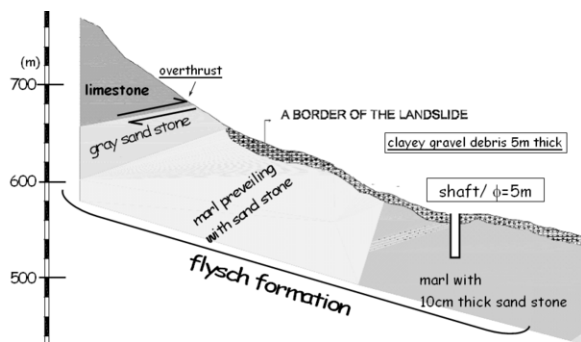 (m)
700
600
500
limestone
overthrust
gray sand stone
A BORDER OF THE LANDSLIDE
clayey gravel debris 5m thick
marl preveiling
with sand stone
shaft/ ϕ=5m
marl with
10cm thick sand stone
flysch formation